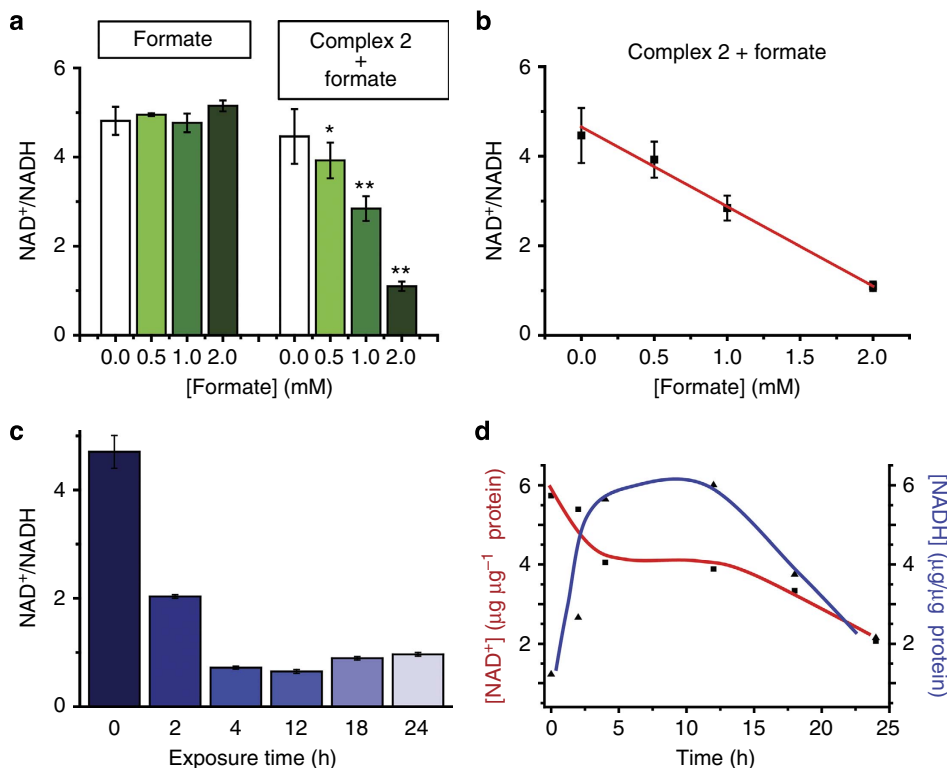 a
Formate
Complex 2
+
formate
NAD⁺/NADH
6
4
2
0
*
**
**
0.0 0.5 1.0 2.0 0.0 0.5 1.0 2.0
[Formate] (mM)
b
Complex 2 + formate
NAD⁺/NADH
6
4
2
0
0.0 0.5 1.0 1.5 2.0
[Formate] (mM)
c
NAD⁺/NADH
4
2
0
0 2 4 12 18 24
Exposure time (h)
d
[NAD⁺] (μg μg⁻¹ protein)
6
4
2
0 5 10 15 20 25
Time (h)
6
4
2
[NADH] (μg/μg protein)